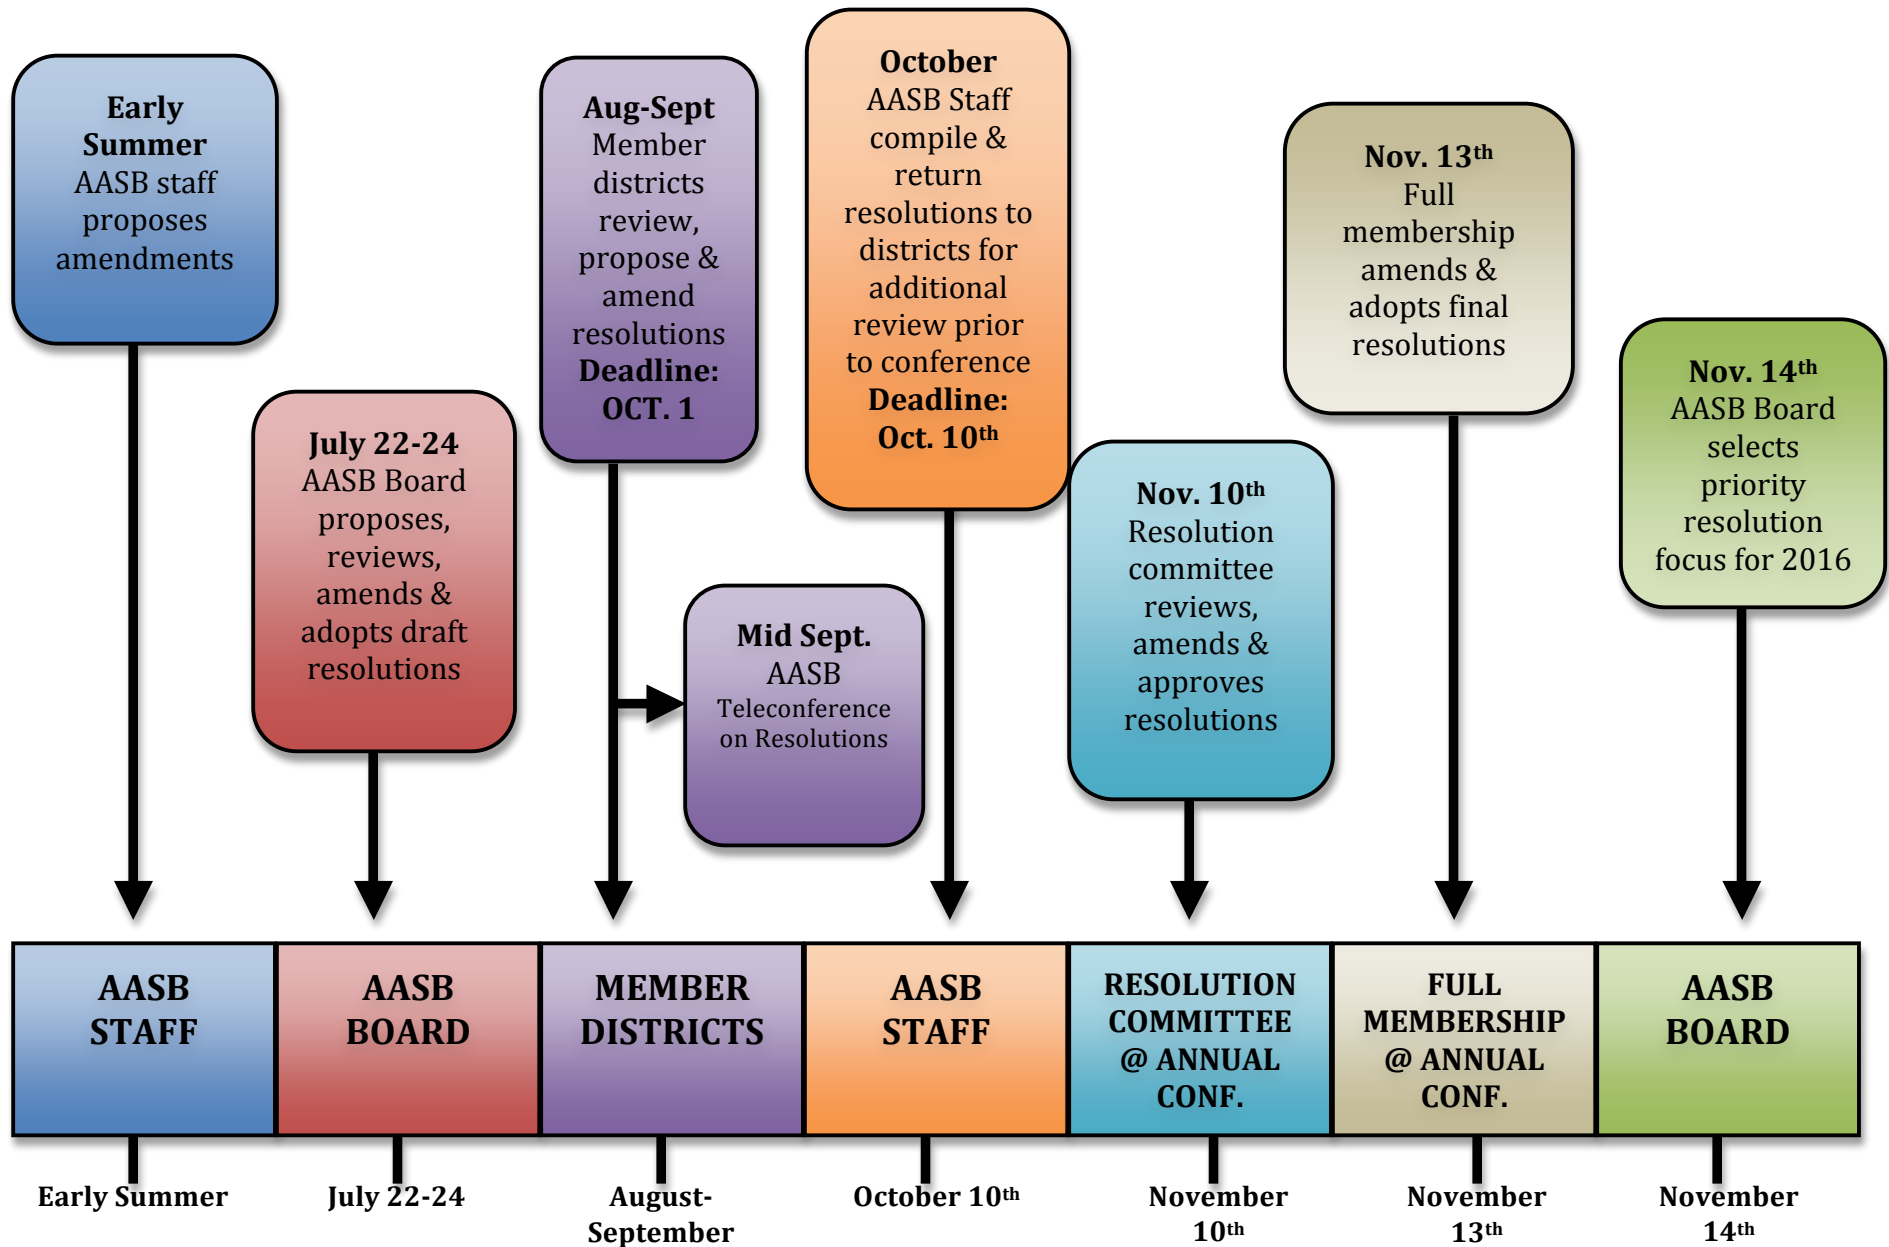 Early
Summer
AASB staff
proposes
amendments
July 22-24
AASB Board
proposes,
reviews,
amends &
adopts draft
resolutions
Aug-Sept
Member
districts
review,
propose &
amend
resolutions
Deadline:
OCT. 1
Mid Sept.
AASB
Teleconference
on Resolutions
October
AASB Staff
compile &
return
resolutions to
districts for
additional
review prior
to conference
Deadline:
Oct. 10th
Nov. 10th
Resolution
committee
reviews,
amends &
approves
resolutions
Nov. 13th
Full
membership
amends &
adopts final
resolutions
Nov. 14th
AASB Board
selects
priority
resolution
focus for 2016
AASB
STAFF
AASB
BOARD
MEMBER
DISTRICTS
AASB
STAFF
RESOLUTION
COMMITTEE
@ ANNUAL
CONF.
FULL
MEMBERSHIP
@ ANNUAL
CONF.
AASB
BOARD
Early Summer
July 22-24
August-
September
October 10th
November
10th
November
13th
November
14th